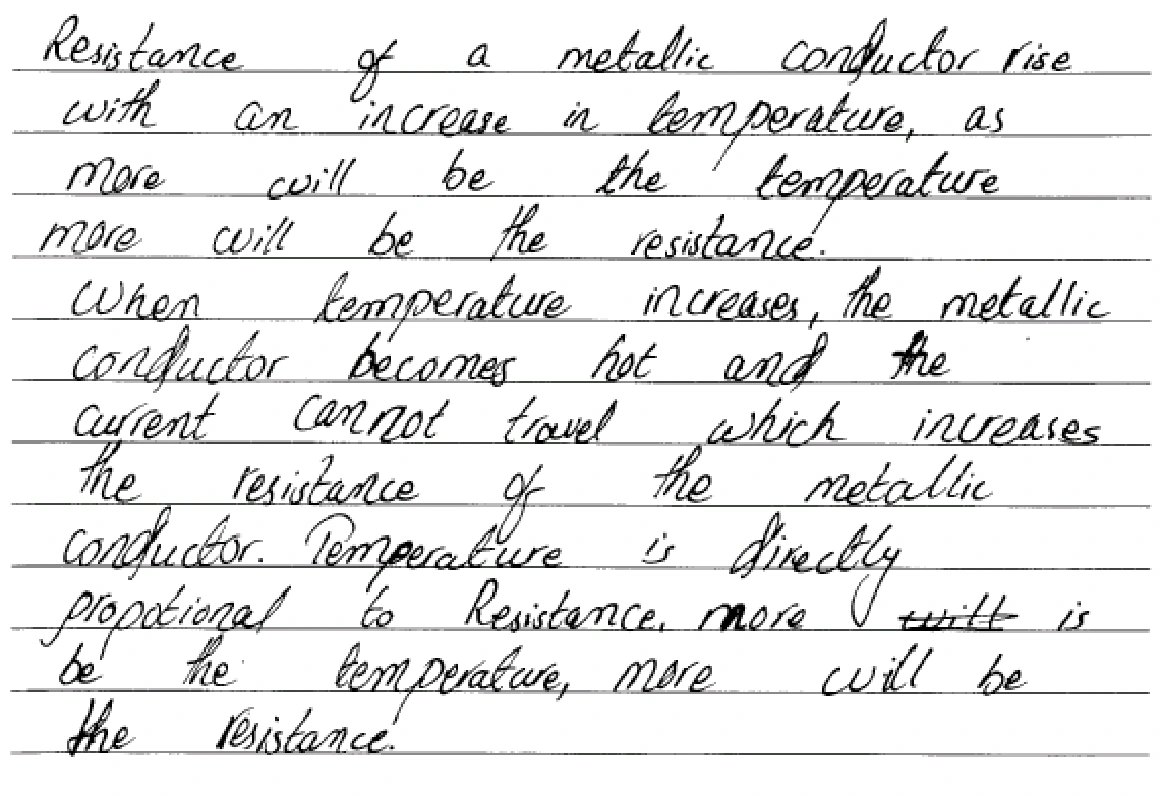 Resistance of a metallic conductor rise
with an increase in temperature, as
more will be the temperature
more will be the resistance.
When temperature increases, the metallic
conductor becomes hot and the
current cannot travel which increases
the resistance of the metallic
conductor. Temperature is directly
propotional to Resistance, more ~~will~~ is
be the temperature, more will be
the resistance.